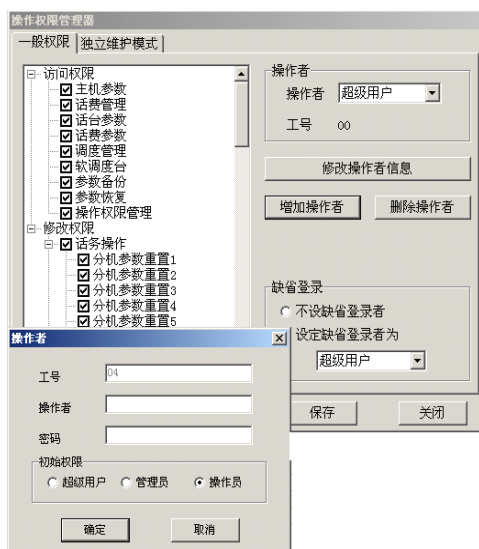 操作权限管理器
一般权限
独立维护模式
访问权限
主机参数
话费管理
话台参数
话费参数
调度管理
软调度台
参数备份
参数恢复
操作权限管理
修改权限
话务操作
分机参数重置1
分机参数重置2
分机参数重置3
分机参数重置4
分机参数重置5
操作者
操作者 超级用户
工号 00
修改操作者信息
增加操作者 删除操作者
缺省登录
不设缺省登录者
设定缺省登录者为
超级用户
保存 关闭
操作者
工号 04
操作者
密码
初始权限
超级用户 管理员 操作员
确定 取消